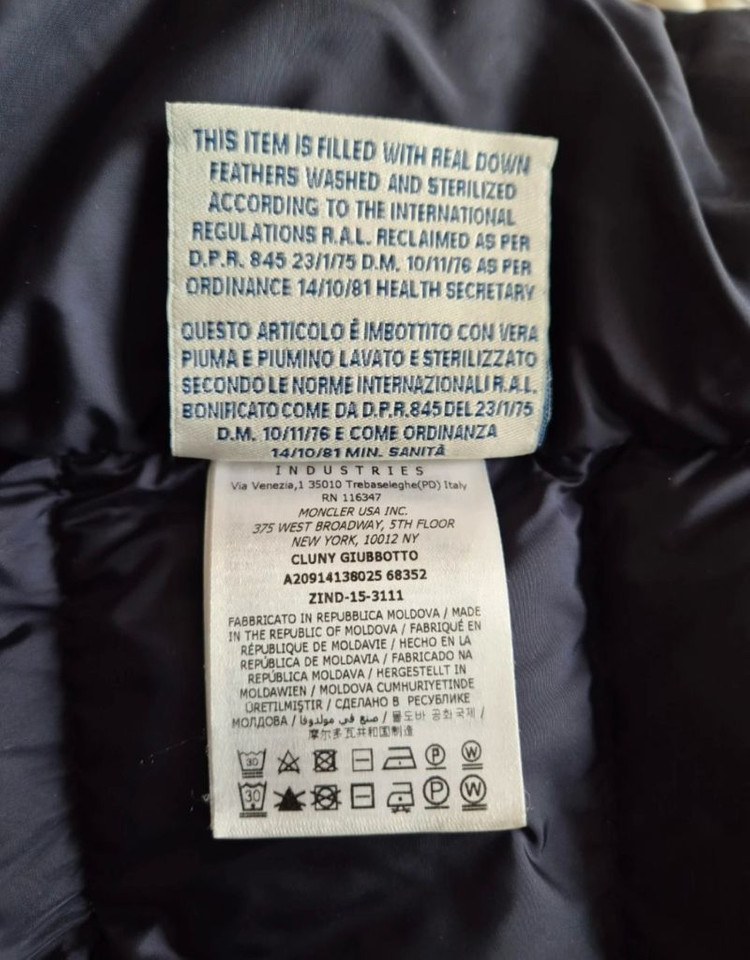 THIS ITEM IS FILLED WITH REAL DOWN
FEATHERS WASHED AND STERILIZED
ACCORDING TO THE INTERNATIONAL
REGULATIONS R.A.L. RECLAIMED AS PER
D.P.R. 845 23/1/75 D.M. 10/11/76 AS PER
ORDINANCE 14/10/81 HEALTH SECRETARY
QUESTO ARTICOLO É IMBOTTITO CON VERA
PIUMA E PIUMINO LAVATO E STERILIZZATO
SECONDO LE NORME INTERNAZIONALI R.A.L.
BONIFICATO COME DA D.P.R.845 DEL 23/1/75
D.M. 10/11/76 E COME ORDINANZA
14/10/81 MIN. SANITÀ
INDUSTRIES
Via Venezia,1 35010 Trebaseleghe(PD) Italy
RN 116347
MONCLER USA INC.
375 WEST BROADWAY, 5TH FLOOR
NEW YORK, 10012 NY
CLUNY GIUBBOTTO
A20914138025 68352
ZIND-15-3111
FABBRICATO IN REPUBBLICA MOLDOVA / MADE
IN THE REPUBLIC OF MOLDOVA / FABRIQUÉ EN
RÉPUBLIQUE DE MOLDAVIE / HECHO EN LA
REPÚBLICA DE MOLDAVIA / FABRICADO NA
REPÚBLICA MOLDAVA / HERGESTELLT IN
MOLDAWIEN / MOLDOVA CUMHURIYETINDE
ÜRETILMIŞTIR / СДЕЛАНО В РЕСПУБЛИКЕ
МОЛДОВА / صنع في مولدوفا / 몰도바 공화국제 /
摩尔多瓦共和国制造
30 P W
30 P W